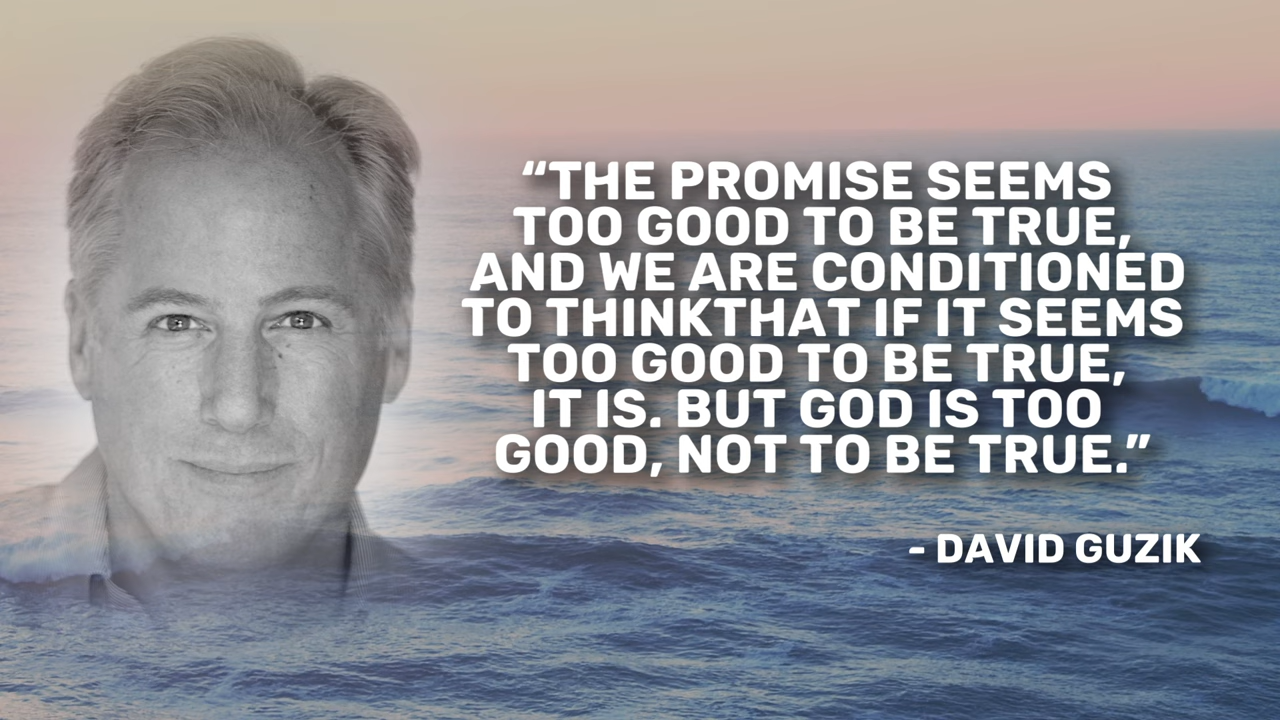 “THE PROMISE SEEMS
TOO GOOD TO BE TRUE,
AND WE ARE CONDITIONED
TO THINKTHAT IF IT SEEMS
TOO GOOD TO BE TRUE,
IT IS. BUT GOD IS TOO
GOOD, NOT TO BE TRUE.”
- DAVID GUZIK